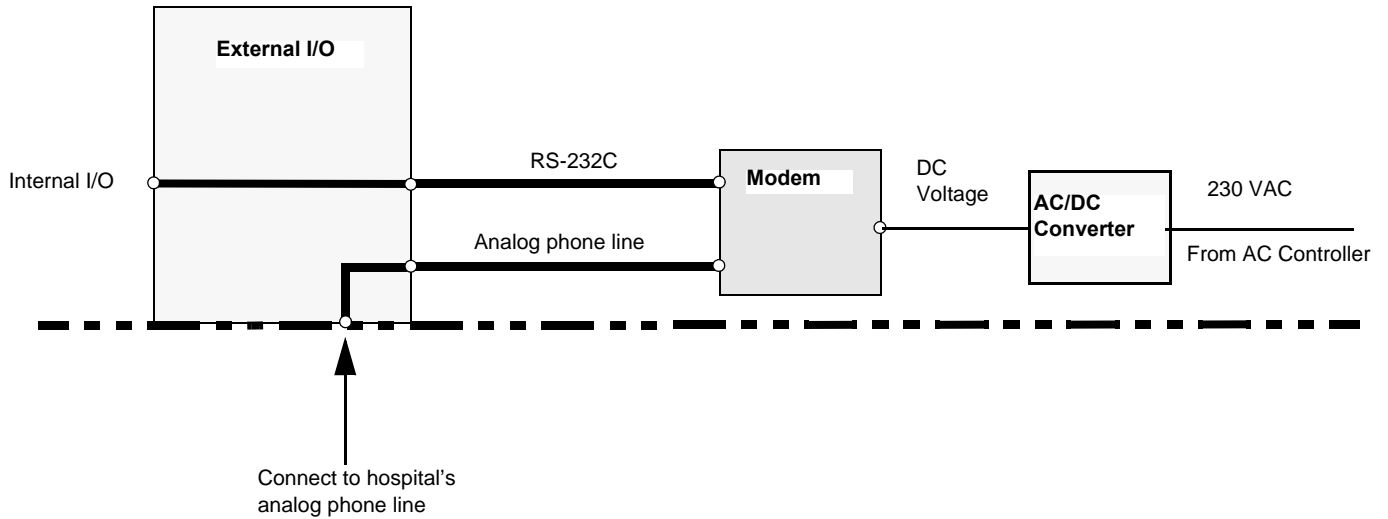 External I/O
Internal I/O
RS-232C
Analog phone line
Modem
DC
Voltage
AC/DC
Converter
230 VAC
From AC Controller
Connect to hospital's
analog phone line